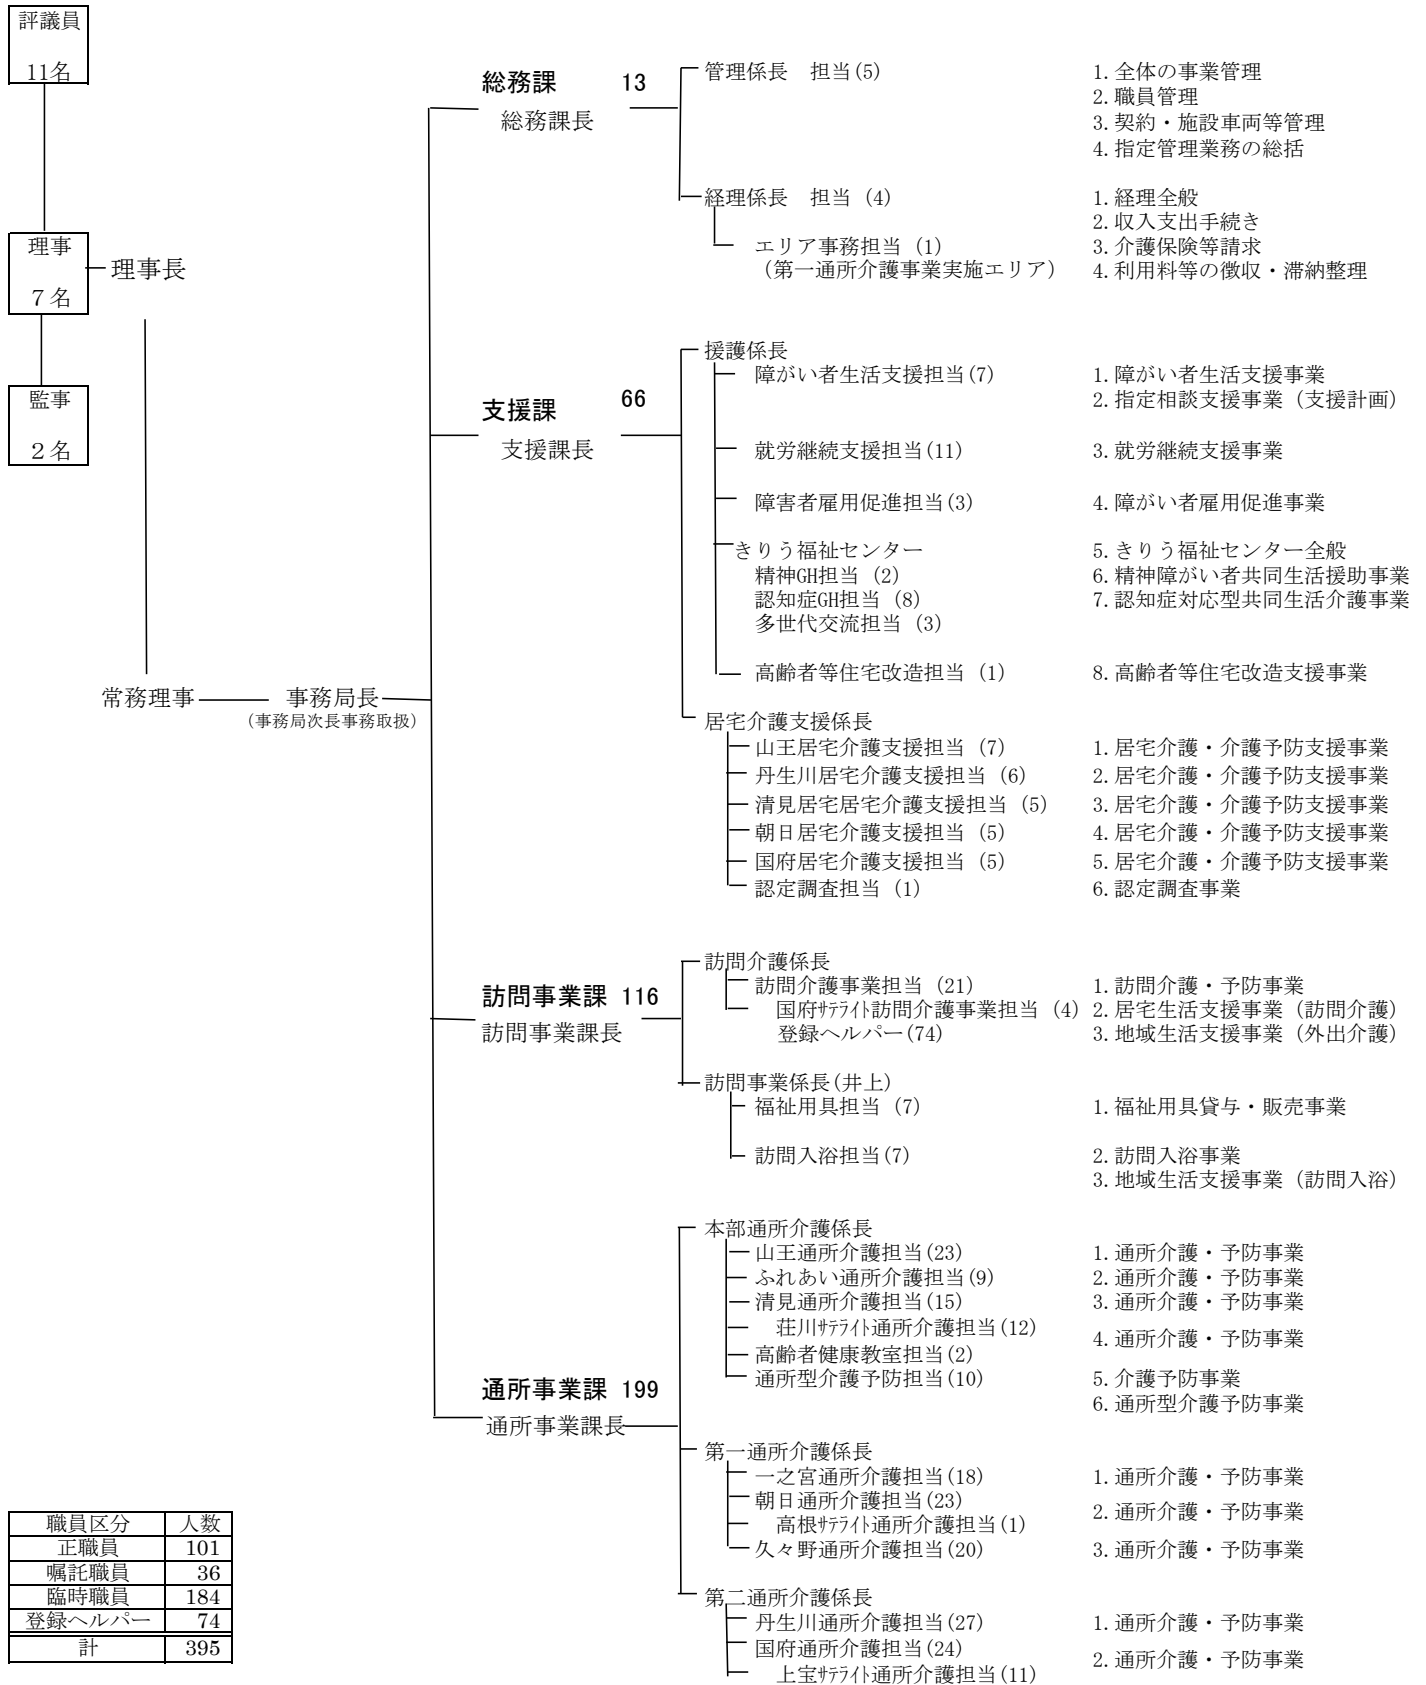 評議員
11名
理事
７名
理事長
監事
２名
常務理事
事務局長
(事務局次長事務取扱)
総務課 13
総務課長
管理係長　担当(5)
1. 全体の事業管理
2. 職員管理
3. 契約・施設車両等管理
4. 指定管理業務の総括
経理係長　担当 (4)
1. 経理全般
2. 収入支出手続き
エリア事務担当 (1)
3. 介護保険等請求
（第一通所介護事業実施エリア）
4. 利用料等の徴収・滞納整理
支援課 66
支援課長
援護係長
障がい者生活支援担当(7)
1. 障がい者生活支援事業
2. 指定相談支援事業（支援計画）
就労継続支援担当(11)
3. 就労継続支援事業
障害者雇用促進担当(3)
4. 障がい者雇用促進事業
きりう福祉センター
5. きりう福祉センター全般
精神GH担当 (2)
6. 精神障がい者共同生活援助事業
認知症GH担当 (8)
7. 認知症対応型共同生活介護事業
多世代交流担当 (3)
高齢者等住宅改造担当 (1)
8. 高齢者等住宅改造支援事業
居宅介護支援係長
山王居宅介護支援担当 (7)
1. 居宅介護・介護予防支援事業
丹生川居宅介護支援担当 (6)
2. 居宅介護・介護予防支援事業
清見居宅居宅介護支援担当 (5)
3. 居宅介護・介護予防支援事業
朝日居宅介護支援担当 (5)
4. 居宅介護・介護予防支援事業
国府居宅介護支援担当 (5)
5. 居宅介護・介護予防支援事業
認定調査担当 (1)
6. 認定調査事業
訪問事業課 116
訪問事業課長
訪問介護係長
訪問介護事業担当 (21)
1. 訪問介護・予防事業
国府ｻﾃﾗｲﾄ訪問介護事業担当 (4)
2. 居宅生活支援事業（訪問介護）
登録ヘルパー(74)
3. 地域生活支援事業（外出介護）
訪問事業係長(井上)
福祉用具担当 (7)
1. 福祉用具貸与・販売事業
訪問入浴担当(7)
2. 訪問入浴事業
3. 地域生活支援事業（訪問入浴）
通所事業課 199
通所事業課長
本部通所介護係長
山王通所介護担当(23)
1. 通所介護・予防事業
ふれあい通所介護担当(9)
2. 通所介護・予防事業
清見通所介護担当(15)
3. 通所介護・予防事業
荘川ｻﾃﾗｲﾄ通所介護担当(12)
4. 通所介護・予防事業
高齢者健康教室担当(2)
通所型介護予防担当(10)
5. 介護予防事業
6. 通所型介護予防事業
第一通所介護係長
一之宮通所介護担当(18)
1. 通所介護・予防事業
朝日通所介護担当(23)
2. 通所介護・予防事業
高根ｻﾃﾗｲﾄ通所介護担当(1)
久々野通所介護担当(20)
3. 通所介護・予防事業
第二通所介護係長
丹生川通所介護担当(27)
1. 通所介護・予防事業
国府通所介護担当(24)
2. 通所介護・予防事業
上宝ｻﾃﾗｲﾄ通所介護担当(11)
職員区分 人数
正職員 101
嘱託職員 36
臨時職員 184
登録ヘルパー 74
計 395